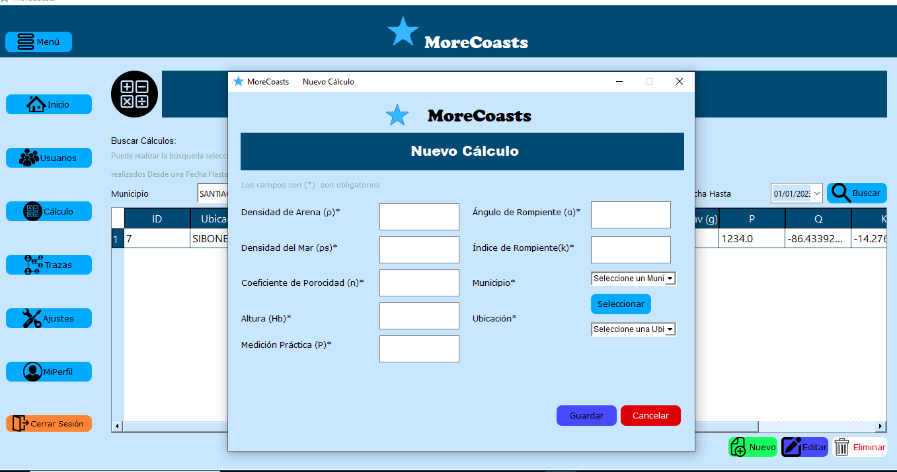 MoreCoasts
Menú
MoreCoasts
Inicio
Usuarios
Cálculo
Trazas
Ajustes
MiPerfil
Cerrar Sesión
Buscar Cálculos:
Puede realizar la búsqueda selecc
realizados Desde una Fecha Hasta
Municipio
SANTIA
cha Hasta
01/01/202
Buscar
ID
Ubica
av (g)
P
Q
K
1
7
SIBONE
1234.0
-86.43392...
-14.276
MoreCoasts Nuevo Cálculo
MoreCoasts
Nuevo Cálculo
Los campos con (*) son obligatorios
Densidad de Arena (ρ)*
Ángulo de Rompiente (α)*
Densidad del Mar (ρs)*
Índice de Rompiente(k)*
Coeficiente de Porocidad (n)*
Municipio*
Seleccione un Muni
Seleccionar
Altura (Hb)*
Ubicación*
Seleccione una Ubi
Medición Práctica (P)*
Guardar
Cancelar
Nuevo
Editar
Eliminar